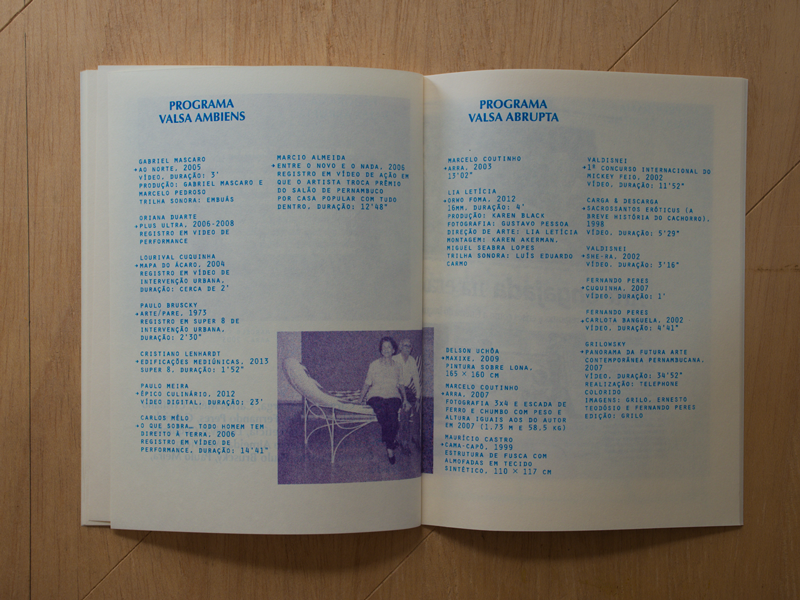 PROGRAMA
VALSA AMBIENS
GABRIEL MASCARO
+AO NORTE, 2005
VÍDEO. DURAÇÃO: 3'
PRODUÇÃO: GABRIEL MASCARO E
MARCELO PEDROSO
TRILHA SONORA: EMBUÁS
ORIANA DUARTE
+PLUS ULTRA, 2006-2008
REGISTRO EM VIDEO DE
PERFORMANCE
LOURIVAL CUQUINHA
+MAPA DO ÁCARO, 2004
REGISTRO EM VÍDEO DE
INTERVENÇÃO URBANA.
DURAÇÃO: CERCA DE 2'
PAULO BRUSCKY
+ARTE/PARE, 1973
REGISTRO EM SUPER 8 DE
INTERVENÇÃO URBANA.
DURAÇÃO: 2'30"
CRISTIANO LENHARDT
+EDIFICAÇÕES MEDIÚNICAS, 2013
SUPER 8. DURAÇÃO: 1'52"
PAULO MEIRA
+ÉPICO CULINÁRIO, 2012
VÍDEO DIGITAL. DURAÇÃO: 23'
CARLOS MÉLO
+O QUE SOBRA… TODO HOMEM TEM
DIREITO À TERRA, 2006
REGISTRO EM VÍDEO DE
PERFORMANCE. DURAÇÃO: 14'41"
MARCIO ALMEIDA
+ENTRE O NOVO E O NADA, 2006
REGISTRO EM VÍDEO DE AÇÃO EM
QUE O ARTISTA TROCA PRÊMIO
DO SALÃO DE PERNAMBUCO
POR CASA POPULAR COM TUDO
DENTRO. DURAÇÃO: 12'48"
PROGRAMA
VALSA ABRUPTA
MARCELO COUTINHO
+ARRA, 2003
13'02"
LIA LETÍCIA
+ORWO FOMA, 2012
16MM. DURAÇÃO: 4'
PRODUÇÃO: KAREN BLACK
FOTOGRAFIA: GUSTAVO PESSOA
DIREÇÃO DE ARTE: LIA LETÍCIA
MONTAGEM: KAREN AKERMAN,
MIGUEL SEABRA LOPES
TRILHA SONORA: LUÍS EDUARDO
CARMO
DELSON UCHÔA
+MAKIXE, 2009
PINTURA SOBRE LONA.
165 × 160 CM
MARCELO COUTINHO
+ARRA, 2007
FOTOGRAFIA 3X4 E ESCADA DE
FERRO E CHUMBO COM PESO E
ALTURA IGUAIS AOS DO AUTOR
EM 2007 (1.73 M E 58.5 KG)
MAURÍCIO CASTRO
+CAMA-CAPÔ, 1999
ESTRUTURA DE FUSCA COM
ALMOFADAS EM TECIDO
SINTÉTICO, 110 × 117 CM
VALDISNEI
+1º CONCURSO INTERNACIONAL DO
MICKEY FEIO, 2002
VÍDEO. DURAÇÃO: 11'52"
CARGA & DESCARGA
+SACROSSANTOS ERÓTICUS (A
BREVE HISTÓRIA DO CACHORRO),
1998
VÍDEO. DURAÇÃO: 5'29"
VALDISNEI
+SHE-RA, 2002
VÍDEO. DURAÇÃO: 3'16"
FERNANDO PERES
+CUQUINHA, 2007
VÍDEO. DURAÇÃO: 1'
FERNANDO PERES
+CARLOTA BANGUELA, 2002
VÍDEO. DURAÇÃO: 4'41"
GRILOWSKY
+PANORAMA DA FUTURA ARTE
CONTEMPORÂNEA PERNAMBUCANA,
2007
VÍDEO. DURAÇÃO: 34'52"
REALIZAÇÃO: TELEPHONE
COLORIDO
IMAGENS: GRILO, ERNESTO
TEODÓSIO E FERNANDO PERES
EDIÇÃO: GRILO